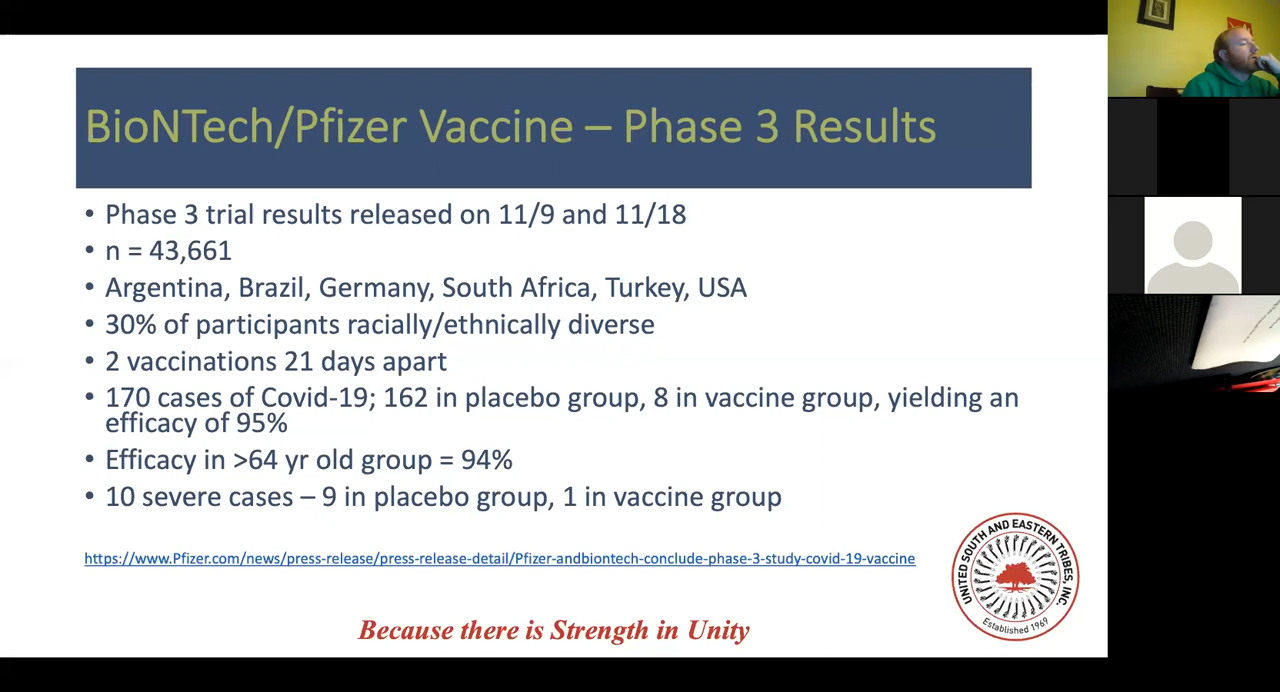 BioNTech/Pfizer Vaccine – Phase 3 Results
• Phase 3 trial results released on 11/9 and 11/18
• n = 43,661
• Argentina, Brazil, Germany, South Africa, Turkey, USA
• 30% of participants racially/ethnically diverse
• 2 vaccinations 21 days apart
• 170 cases of Covid-19; 162 in placebo group, 8 in vaccine group, yielding an
efficacy of 95%
• Efficacy in >64 yr old group = 94%
• 10 severe cases – 9 in placebo group, 1 in vaccine group
https://www.Pfizer.com/news/press-release/press-release-detail/Pfizer-andbiontech-conclude-phase-3-study-covid-19-vaccine
UNITED SOUTH AND EASTERN TRIBES, INC.
Established 1969
Because there is Strength in Unity